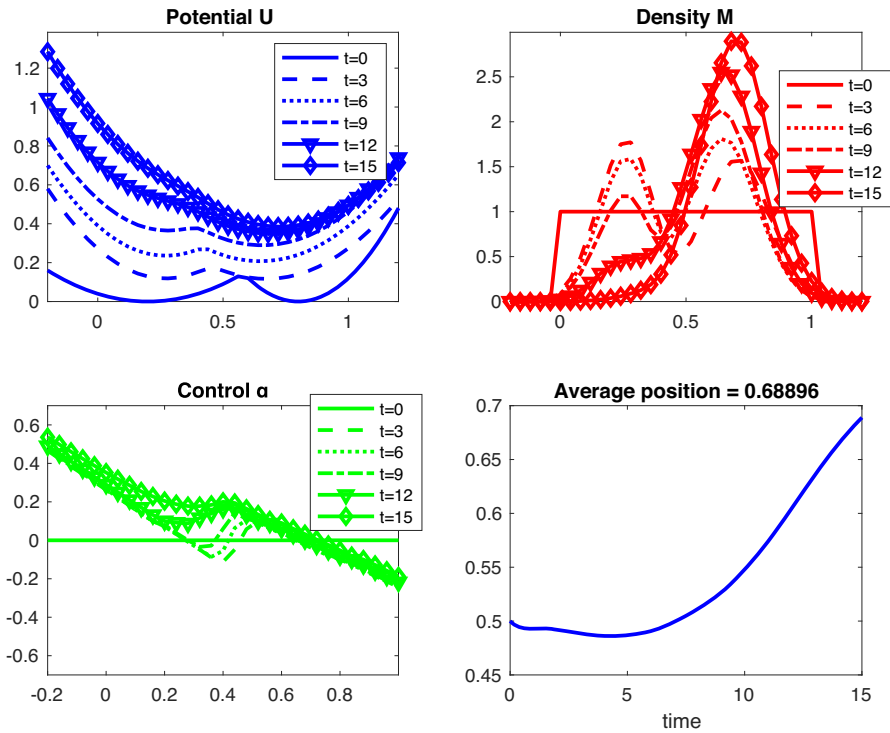 Potential U
t=0
t=3
t=6
t=9
t=12
t=15
1.2
1
0.8
0.6
0.4
0.2
0
0
0.5
1
Density M
t=0
t=3
t=6
t=9
t=12
t=15
2.5
2
1.5
1
0.5
0
0
0.5
1
Control α
t=0
t=3
t=6
t=9
t=12
t=15
0.6
0.4
0.2
0
-0.2
-0.4
-0.6
-0.2
0
0.2
0.4
0.6
0.8
Average position = 0.68896
0.7
0.65
0.6
0.55
0.5
0.45
0
5
10
15
time